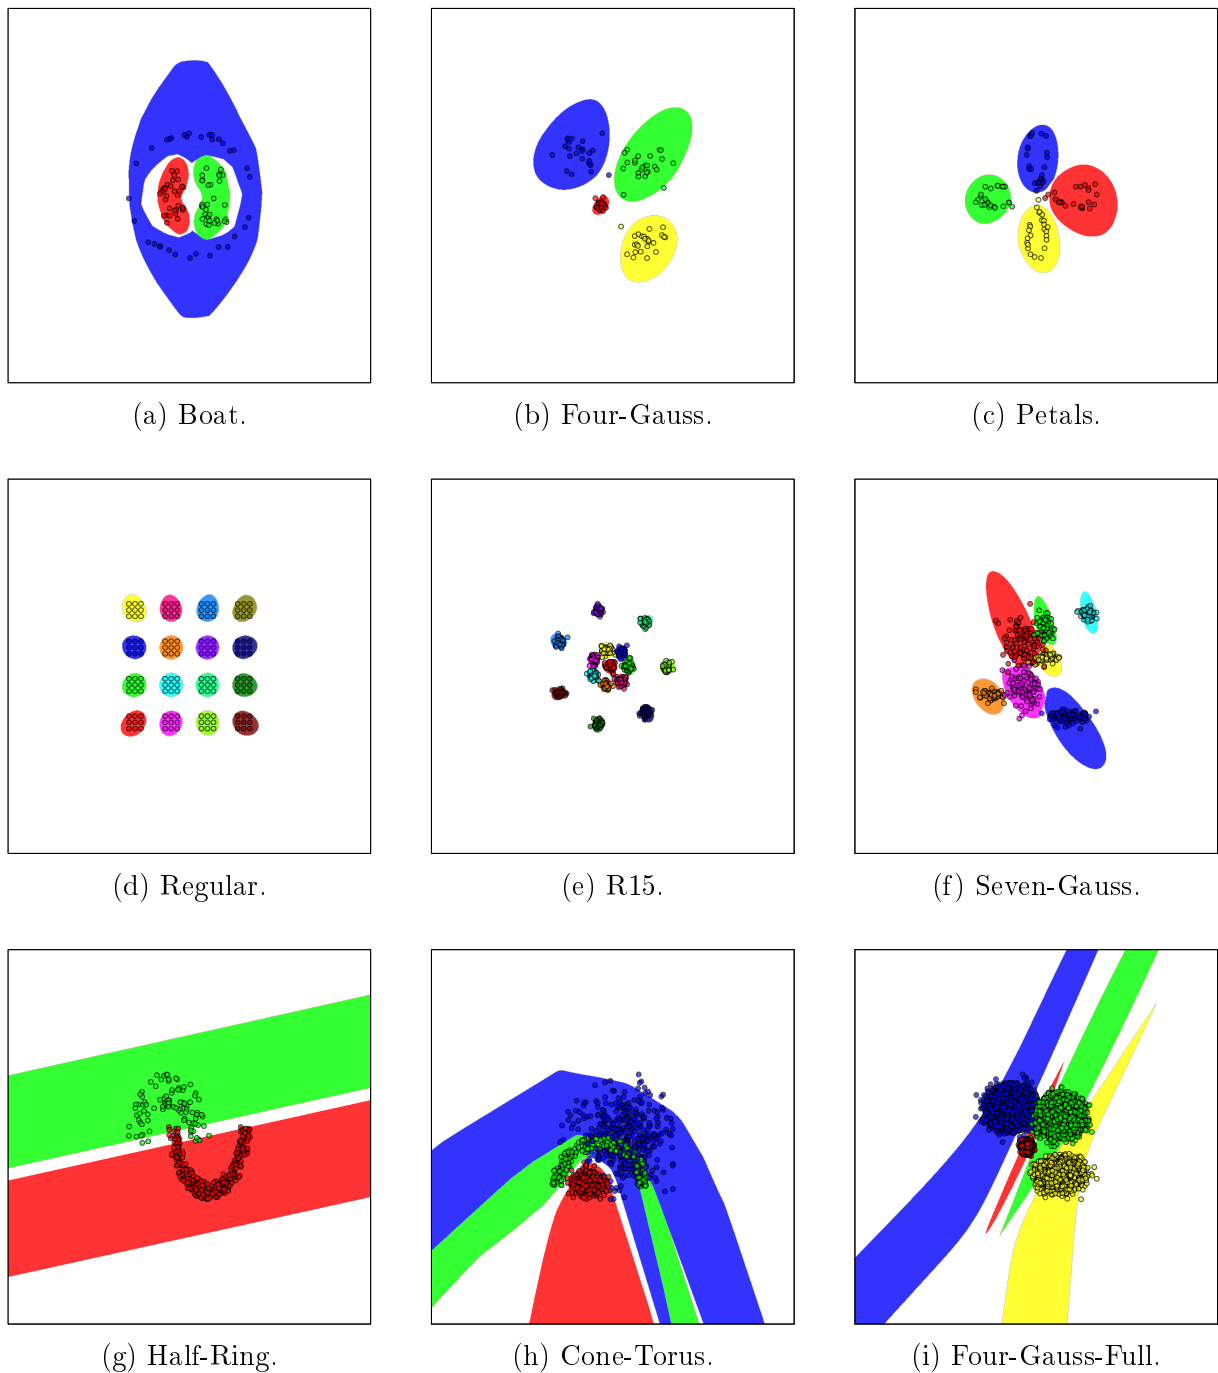 (a) Boat.
(b) Four-Gauss.
(c) Petals.
(d) Regular.
(e) R15.
(f) Seven-Gauss.
(g) Half-Ring.
(h) Cone-Torus.
(i) Four-Gauss-Full.